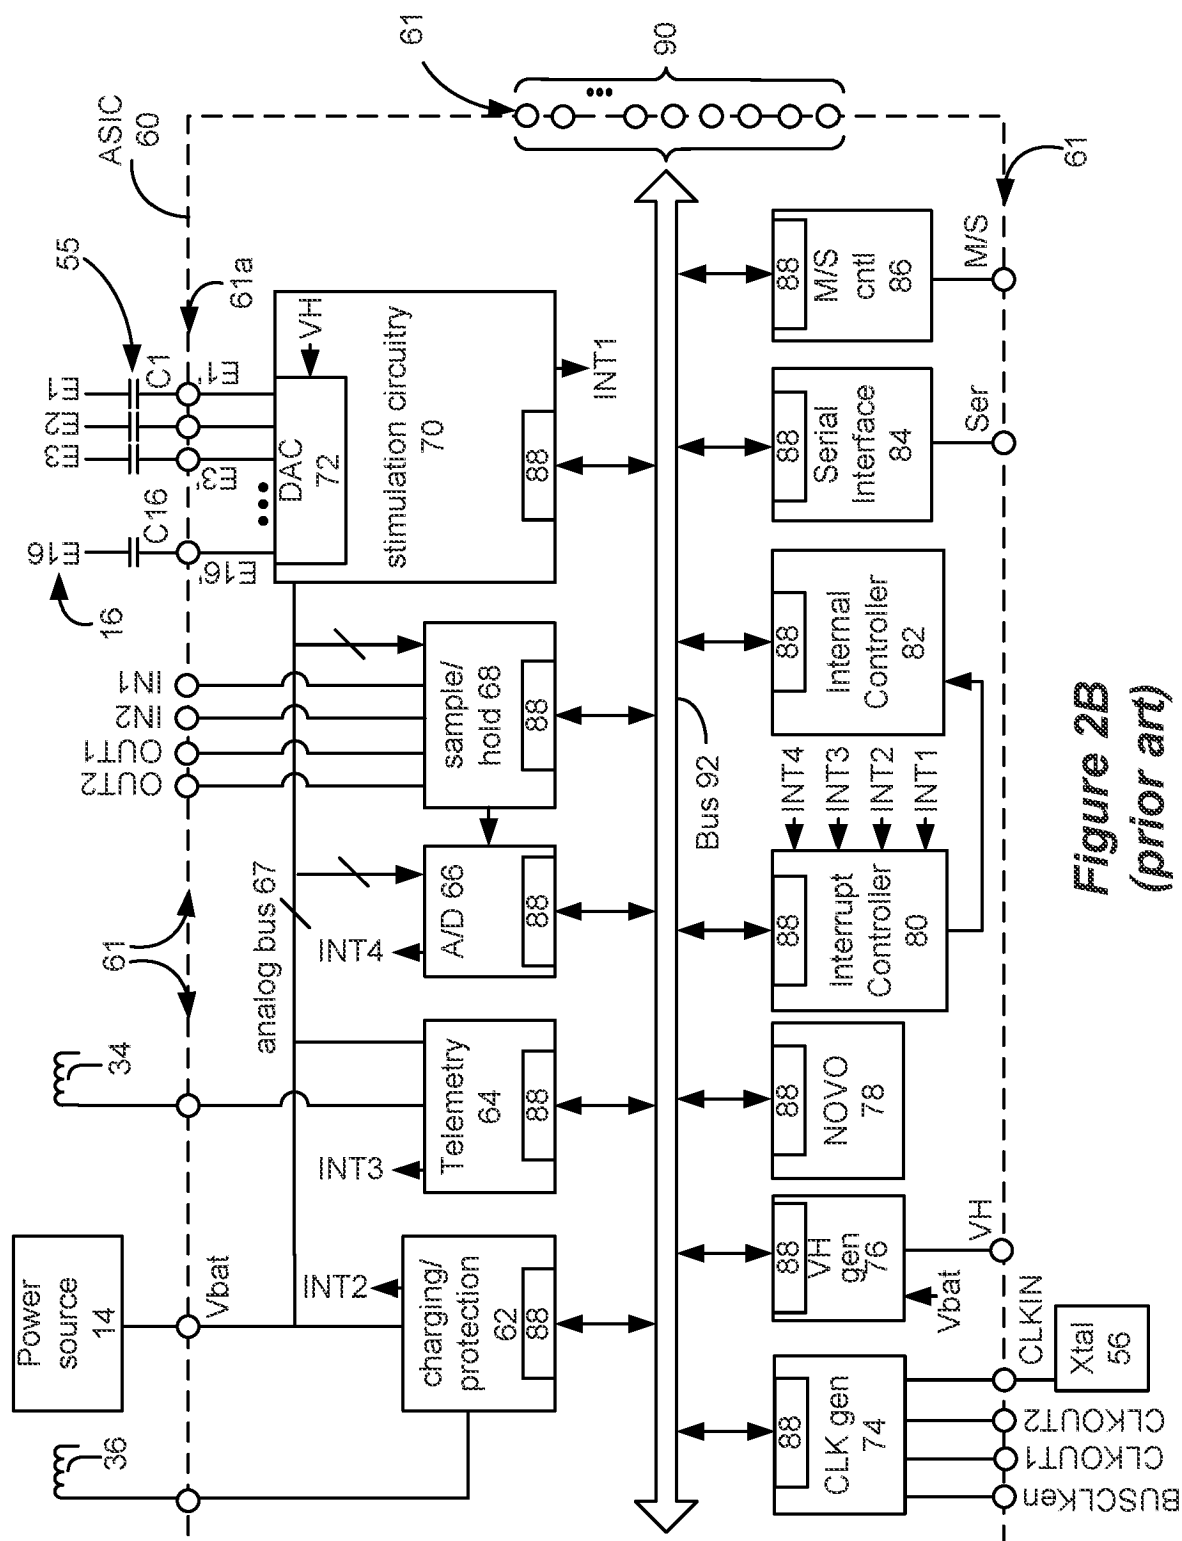 ASIC
60
61
90
61
55
61a
E1
E2
E3
E16
C1
C16
16
E1'
E3'
E16'
DAC
72
VH
stimulation circuitry
70
88
INT1
IN1
IN2
OUT1
OUT2
sample/
hold 68
88
61
analog bus 67
A/D 66
88
INT4
34
Telemetry
64
88
INT3
Power
source
14
Vbat
INT2
charging/
protection
62
88
36
Bus 92
88
M/S
cntl
86
M/S
61
88
Serial
Interface
84
Ser
88
Internal
Controller
82
88
Interrupt
Controller
80
INT4
INT3
INT2
INT1
88
NOVO
78
88
VH
gen
76
Vbat
VH
88
CLK gen
74
CLKIN
Xtal
56
CLKOUT2
CLKOUT1
BUSCLKen
Figure 2B
(prior art)